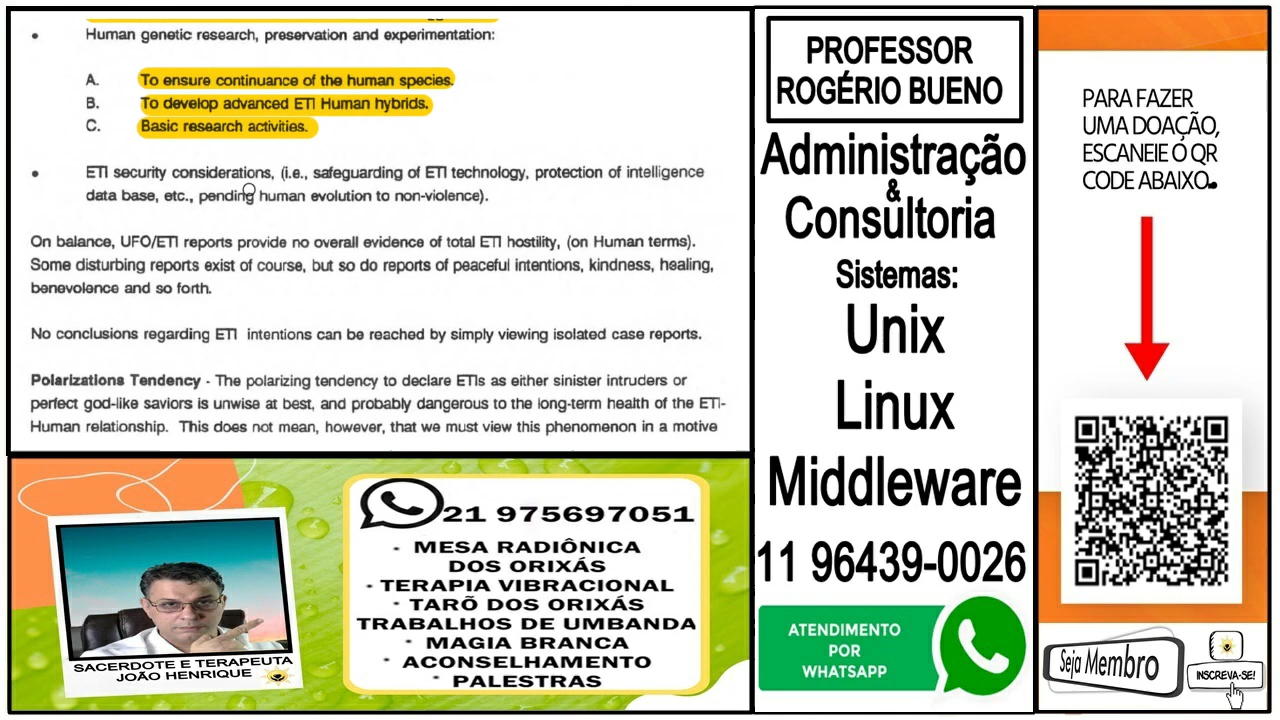 • Human genetic research, preservation and experimentation:
A. To ensure continuance of the human species.
B. To develop advanced ETI Human hybrids.
C. Basic research activities.
• ETI security considerations, (i.e., safeguarding of ETI technology, protection of intelligence
data base, etc., pending human evolution to non-violence).
On balance, UFO/ETI reports provide no overall evidence of total ETI hostility, (on Human terms).
Some disturbing reports exist of course, but so do reports of peaceful intentions, kindness, healing,
benevolence and so forth.
No conclusions regarding ETI intentions can be reached by simply viewing isolated case reports.
Polarizations Tendency - The polarizing tendency to declare ETIs as either sinister intruders or
perfect god-like saviors is unwise at best, and probably dangerous to the long-term health of the ETI-
Human relationship. This does not mean, however, that we must view this phenomenon in a motive
SACERDOTE E TERAPEUTA
JOÃO HENRIQUE
21 975697051
· MESA RADIÔNICA
DOS ORIXÁS
· TERAPIA VIBRACIONAL
· TARÔ DOS ORIXÁS
TRABALHOS DE UMBANDA
· MAGIA BRANCA
· ACONSELHAMENTO
· PALESTRAS
PROFESSOR
ROGÉRIO BUENO
Administração
&
Consultoria
Sistemas:
Unix
Linux
Middleware
11 96439-0026
ATENDIMENTO
POR
WHATSAPP
PARA FAZER
UMA DOAÇÃO,
ESCANEIE O QR
CODE ABAIXO..
Seja Membro
INSCREVA-SE!